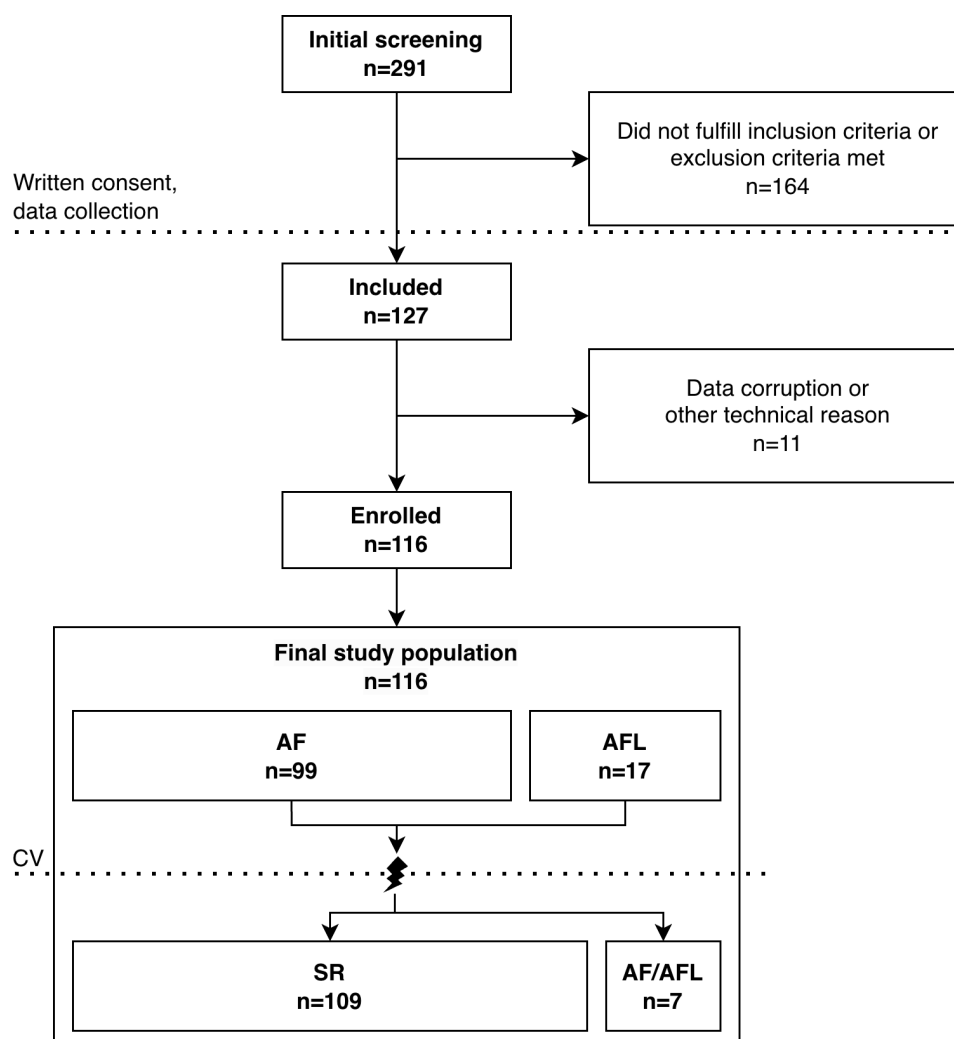 Initial screening
n=291
Did not fulfill inclusion criteria or
exclusion criteria met
n=164
Written consent,
data collection
Included
n=127
Data corruption or
other technical reason
n=11
Enrolled
n=116
Final study population
n=116
AF
n=99
AFL
n=17
CV
SR
n=109
AF/AFL
n=7